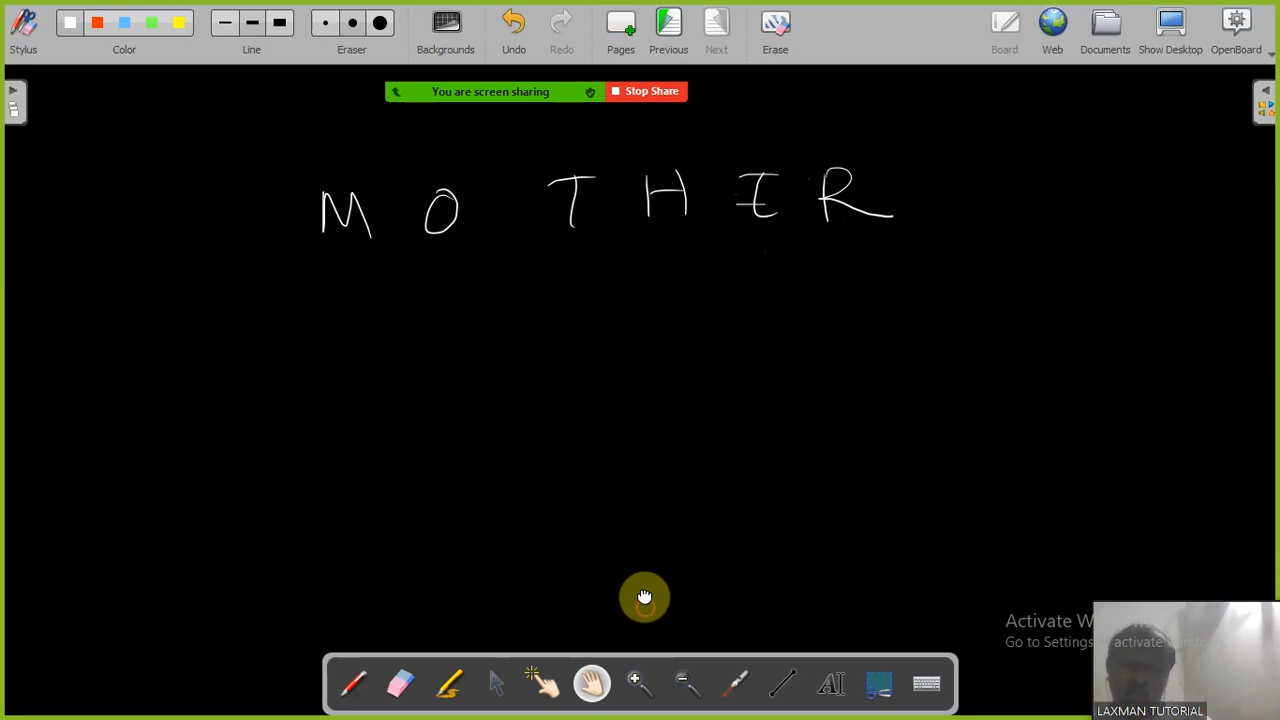 Stylus Color Line Eraser Backgrounds Undo Redo Pages Previous Next Erase Board Web Documents Show Desktop OpenBoard
You are screen sharing Stop Share
M O T H E R
Activate
Go to Settings activate
LAXMAN TUTORIAL